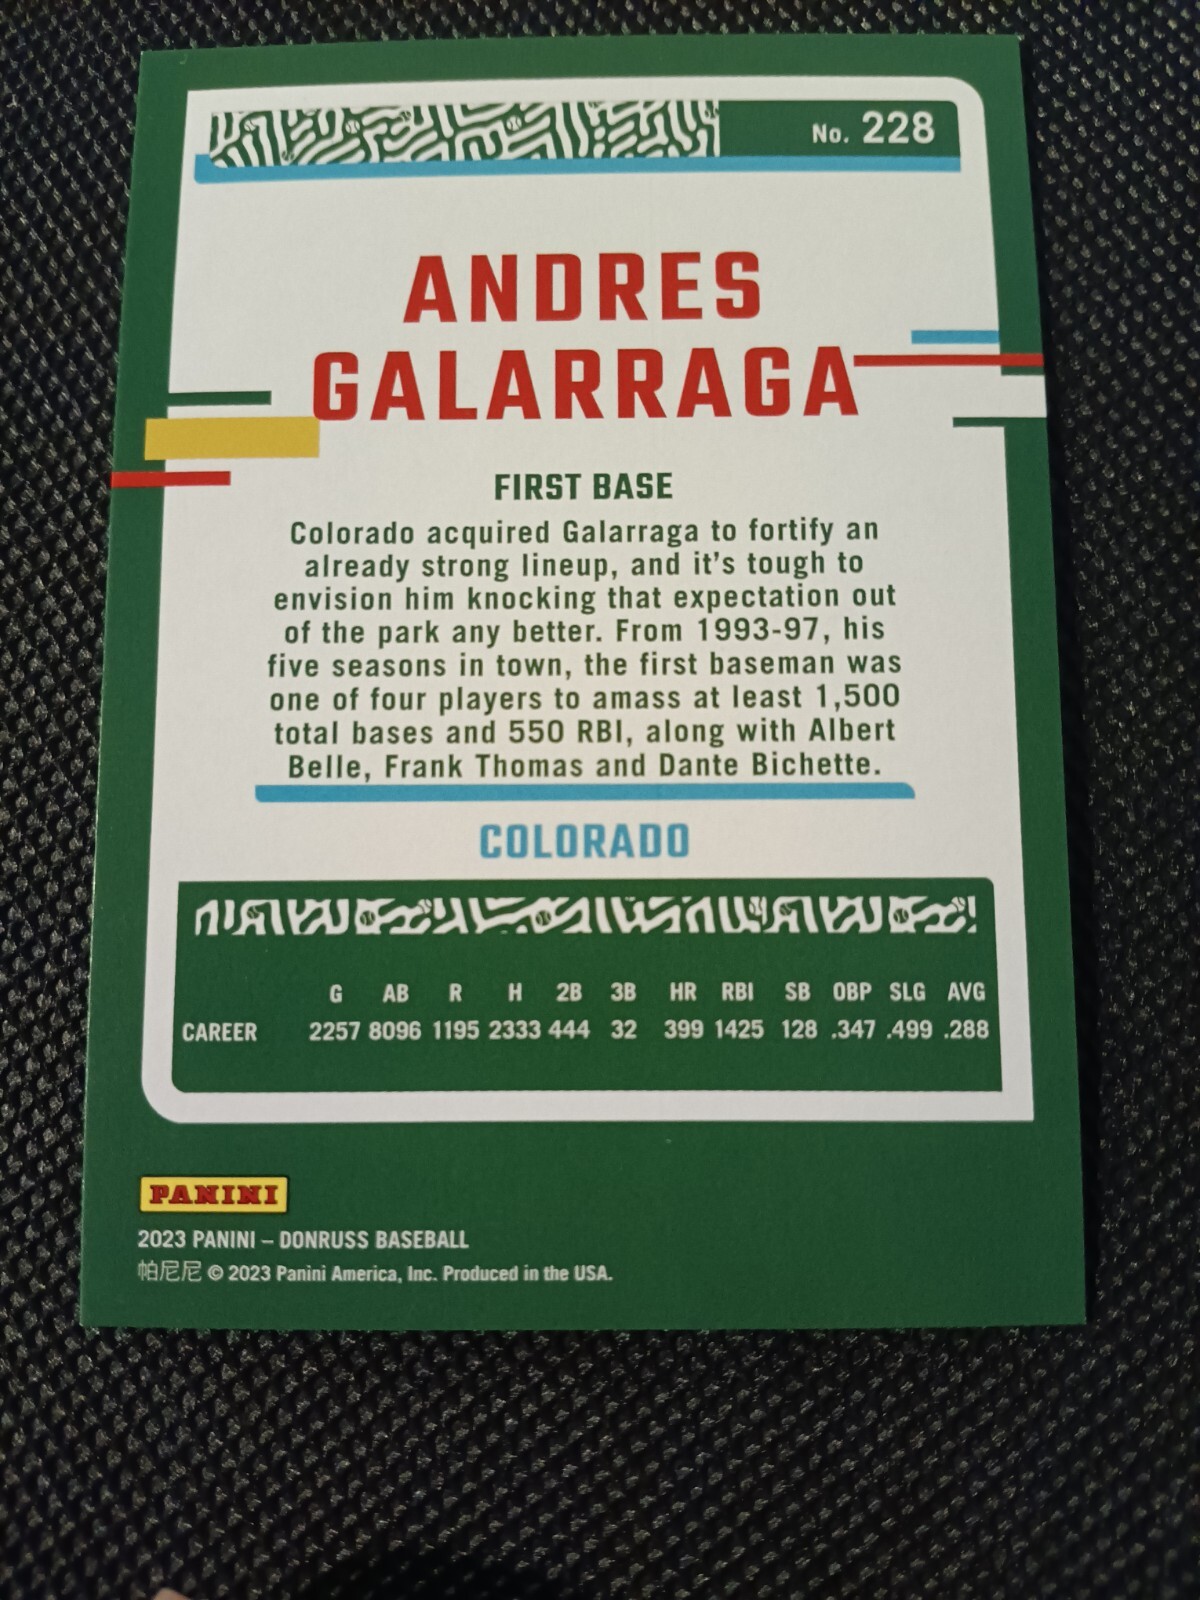 No. 228
ANDRES
GALARRAGA
FIRST BASE
Colorado acquired Galarraga to fortify an
already strong lineup, and it's tough to
envision him knocking that expectation out
of the park any better. From 1993-97, his
five seasons in town, the first baseman was
one of four players to amass at least 1,500
total bases and 550 RBI, along with Albert
Belle, Frank Thomas and Dante Bichette.
COLORADO
G AB R H 2B 3B HR RBI SB OBP SLG AVG
CAREER 2257 8096 1195 2333 444 32 399 1425 128 .347 .499 .288
PANINI
2023 PANINI – DONRUSS BASEBALL
帕尼尼 © 2023 Panini America, Inc. Produced in the USA.